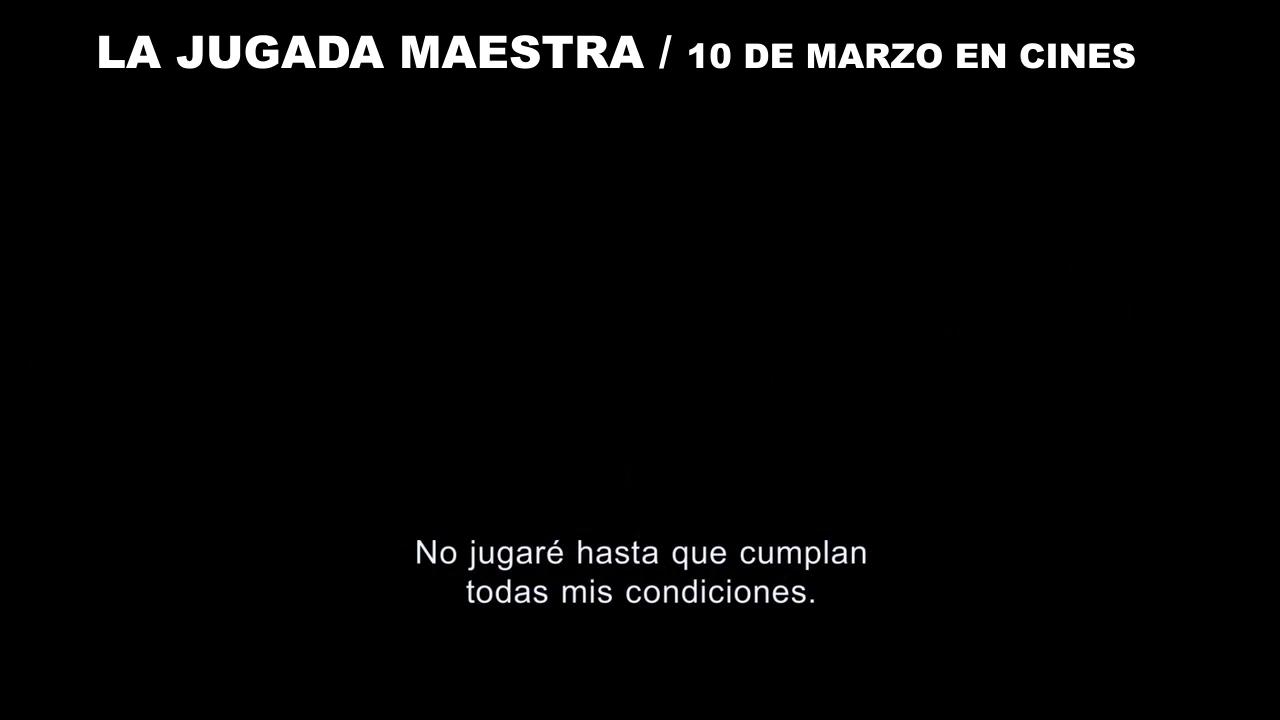 LA JUGADA MAESTRA / 10 DE MARZO EN CINES
No jugaré hasta que cumplan
todas mis condiciones.